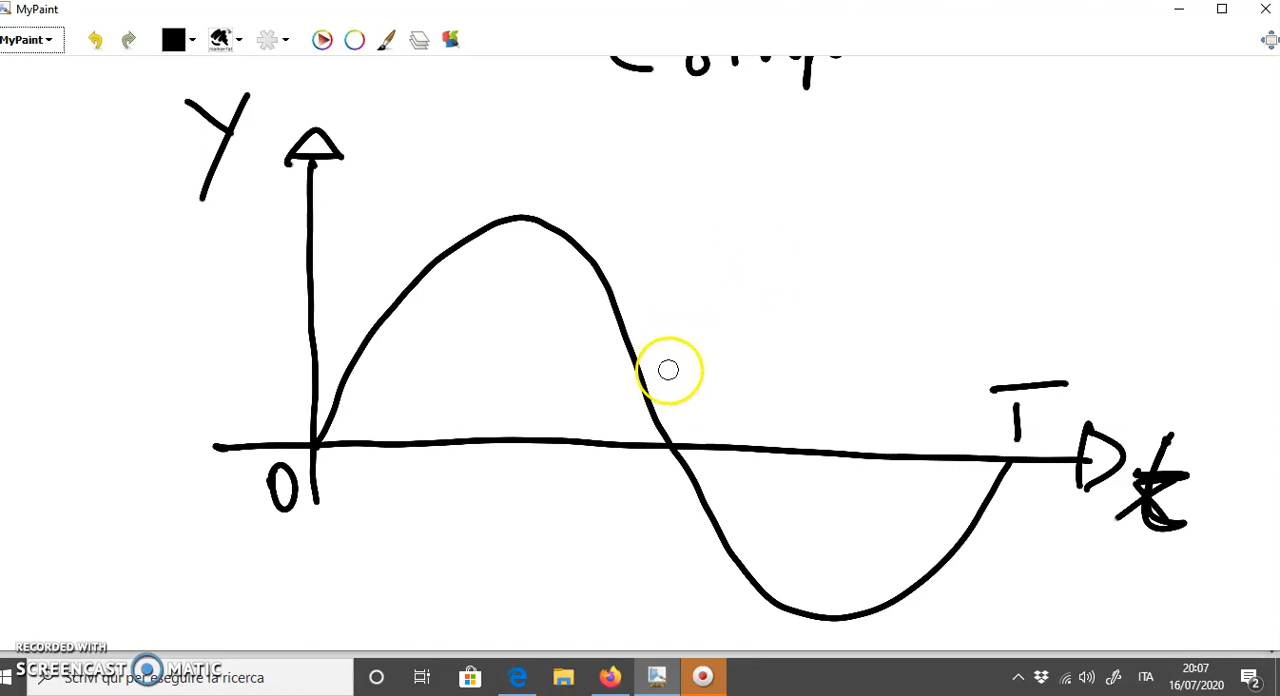 MyPaint
MyPaint
Y
T
0
t
RECORDED WITH
SCREENCAST MATIC
Scrivi qui per eseguire la ricerca
ITA
20:07
16/07/2020
2